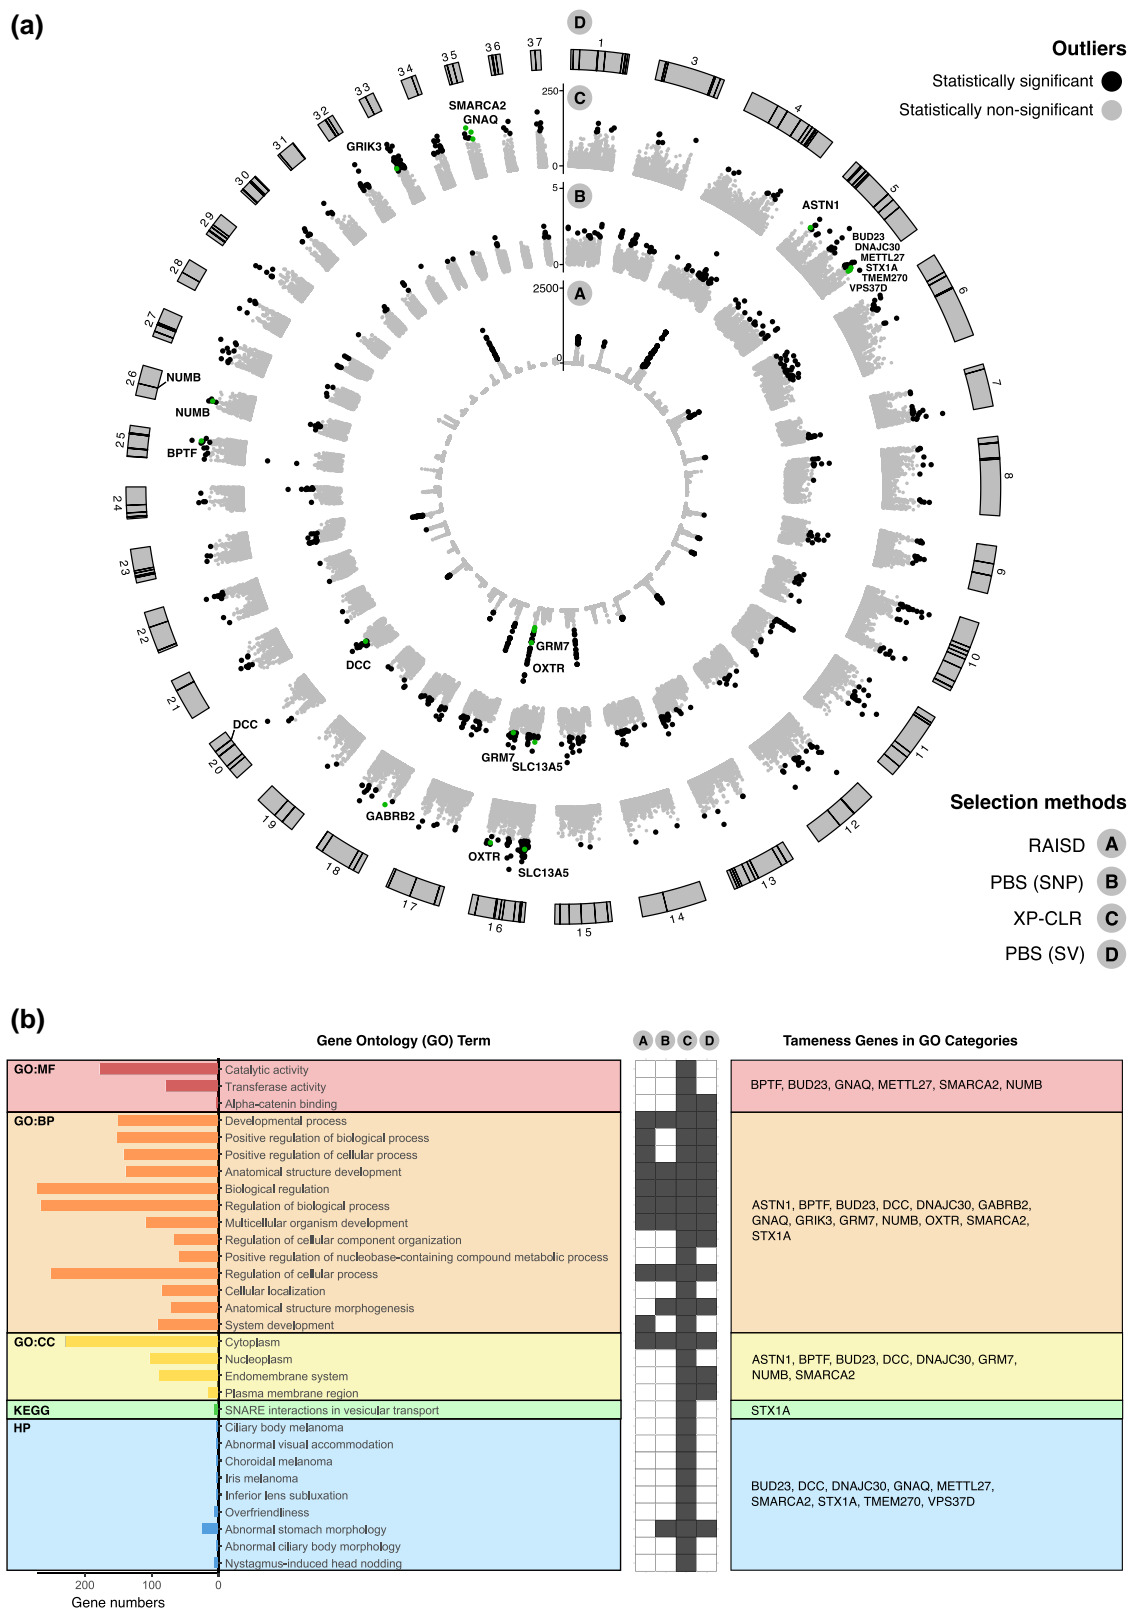 (a)
D
Outliers
Statistically significant
Statistically non-significant
1
3
4
5
6
7
8
9
10
11
12
13
14
15
16
17
18
19
20
21
22
23
24
25
26
27
28
29
30
31
32
33
34
35
36
37
250
C
0
5
B
0
2500
A
0
SMARCA2
GNAQ
GRIK3
ASTN1
BUD23
DNAJC30
METTL27
STX1A
TMEM270
VPS37D
NUMB
NUMB
BPTF
DCC
DCC
GRM7
OXTR
GRM7
SLC13A5
GABRB2
OXTR
SLC13A5
Selection methods
RAISD A
PBS (SNP) B
XP-CLR C
PBS (SV) D
(b)
Gene Ontology (GO) Term
A B C D
Tameness Genes in GO Categories
GO:MF
Catalytic activity
Transferase activity
Alpha-catenin binding
BPTF, BUD23, GNAQ, METTL27, SMARCA2, NUMB
GO:BP
Developmental process
Positive regulation of biological process
Positive regulation of cellular process
Anatomical structure development
Biological regulation
Regulation of biological process
Multicellular organism development
Regulation of cellular component organization
Positive regulation of nucleobase-containing compound metabolic process
Regulation of cellular process
Cellular localization
Anatomical structure morphogenesis
System development
ASTN1, BPTF, BUD23, DCC, DNAJC30, GABRB2,
GNAQ, GRIK3, GRM7, NUMB, OXTR, SMARCA2,
STX1A
GO:CC
Cytoplasm
Nucleoplasm
Endomembrane system
Plasma membrane region
ASTN1, BPTF, BUD23, DCC, DNAJC30, GRM7,
NUMB, SMARCA2
KEGG
SNARE interactions in vesicular transport
STX1A
HP
Ciliary body melanoma
Abnormal visual accommodation
Choroidal melanoma
Iris melanoma
Inferior lens subluxation
Overfriendliness
Abnormal stomach morphology
Abnormal ciliary body morphology
Nystagmus-induced head nodding
BUD23, DCC, DNAJC30, GNAQ, METTL27,
SMARCA2, STX1A, TMEM270, VPS37D
200 100 0
Gene numbers